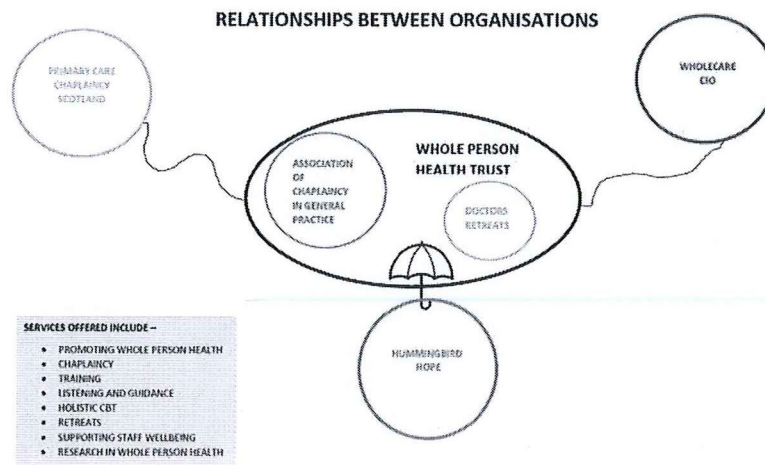 RELATIONSHIPS BETWEEN ORGANISATIONS
PRIMARY CARE
CHAPLAINCY
SCOTLAND
WHOLECARE
CIO
WHOLE PERSON
HEALTH TRUST
ASSOCIATION
OF
CHAPLAINCY
IN GENERAL
PRACTICE
DOCTORS
RETREATS
HUMMINGBIRD
HOPE
SERVICES OFFERED INCLUDE –
• PROMOTING WHOLE PERSON HEALTH
• CHAPLAINCY
• TRAINING
• LISTENING AND GUIDANCE
• HOLISTIC CBT
• RETREATS
• SUPPORTING STAFF WELLBEING
• RESEARCH IN WHOLE PERSON HEALTH